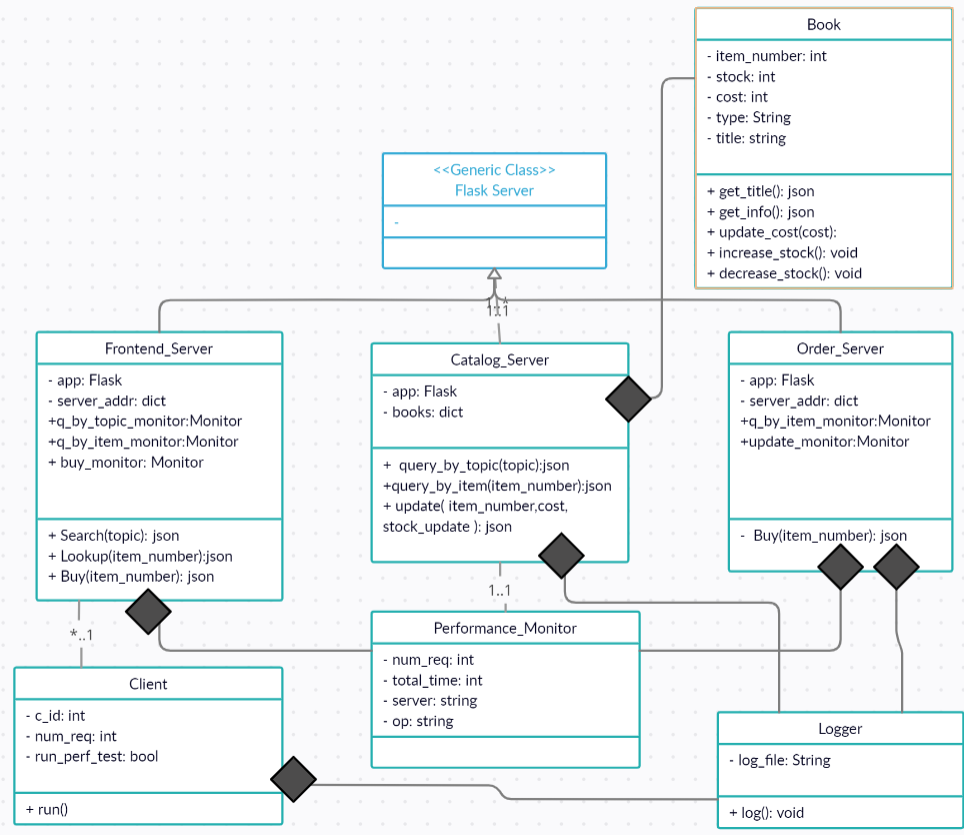 Book
- item_number: int
- stock: int
- cost: int
- type: String
- title: string
+ get_title(): json
+ get_info(): json
+ update_cost(cost):
+ increase_stock(): void
+ decrease_stock(): void
<<Generic Class>>
Flask Server
-
Frontend_Server
- app: Flask
- server_addr: dict
+q_by_topic_monitor:Monitor
+q_by_item_monitor:Monitor
+ buy_monitor: Monitor
+ Search(topic): json
+ Lookup(item_number):json
+ Buy(item_number): json
Catalog_Server
- app: Flask
- books: dict
+ query_by_topic(topic):json
+query_by_item(item_number):json
+ update( item_number,cost,
stock_update ): json
Order_Server
- app: Flask
- server_addr: dict
+q_by_item_monitor:Monitor
+update_monitor:Monitor
- Buy(item_number): json
*..1
1..1
Performance_Monitor
- num_req: int
- total_time: int
- server: string
- op: string
Client
- c_id: int
- num_req: int
- run_perf_test: bool
+ run()
Logger
- log_file: String
+ log(): void